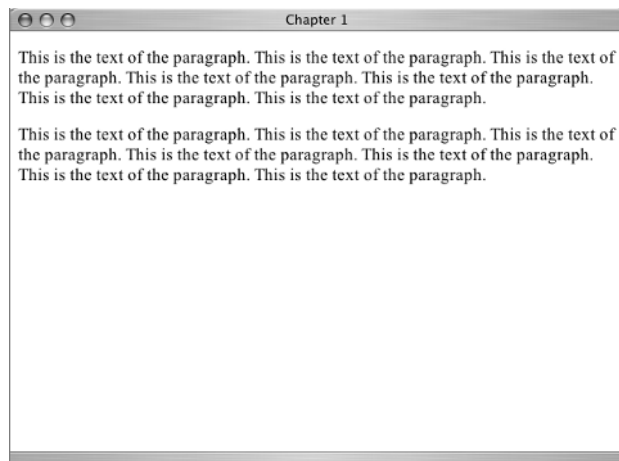 Chapter 1
This is the text of the paragraph. This is the text of the paragraph. This is the text of
the paragraph. This is the text of the paragraph. This is the text of the paragraph.
This is the text of the paragraph. This is the text of the paragraph.
This is the text of the paragraph. This is the text of the paragraph. This is the text of
the paragraph. This is the text of the paragraph. This is the text of the paragraph.
This is the text of the paragraph. This is the text of the paragraph.